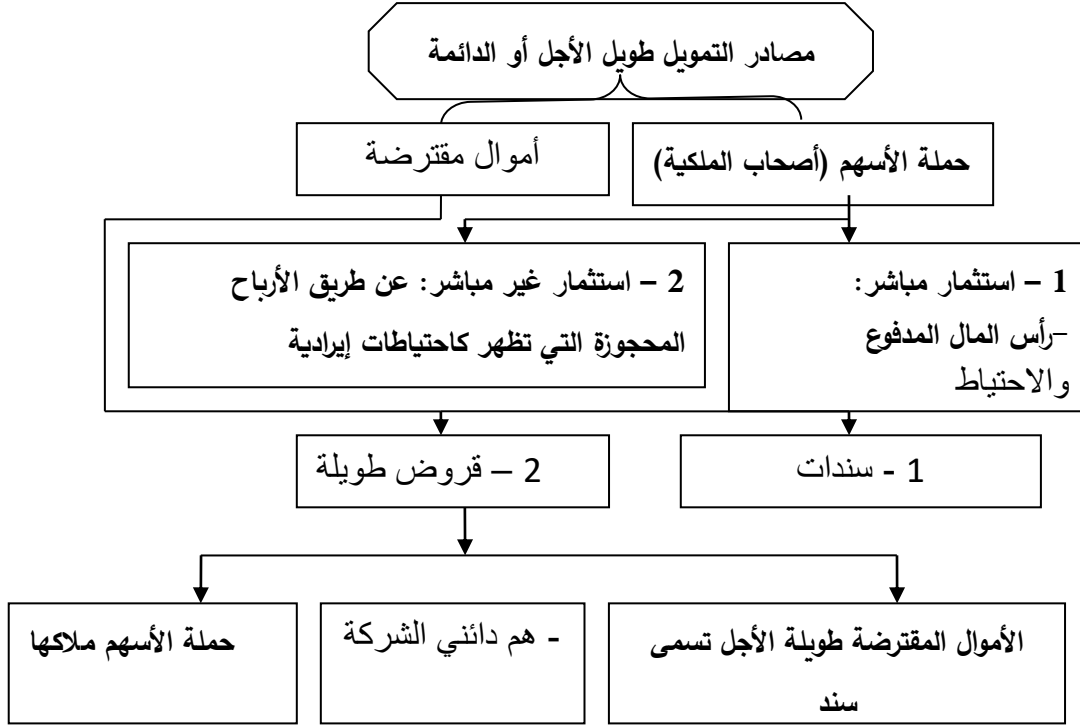 مصادر التمويل طويل الأجل أو الدائمة
حملة الأسهم (أصحاب الملكية)
أموال مقترضة
1 – استثمار مباشر:
–رأس المال المدفوع
والاحتياط
2 – استثمار غير مباشر: عن طريق الأرباح
المحجوزة التي تظهر كاحتياطات إيرادية
1 - سندات
2 – قروض طويلة
الأموال المقترضة طويلة الأجل تسمى
سند
- هم دائني الشركة
حملة الأسهم ملاكها